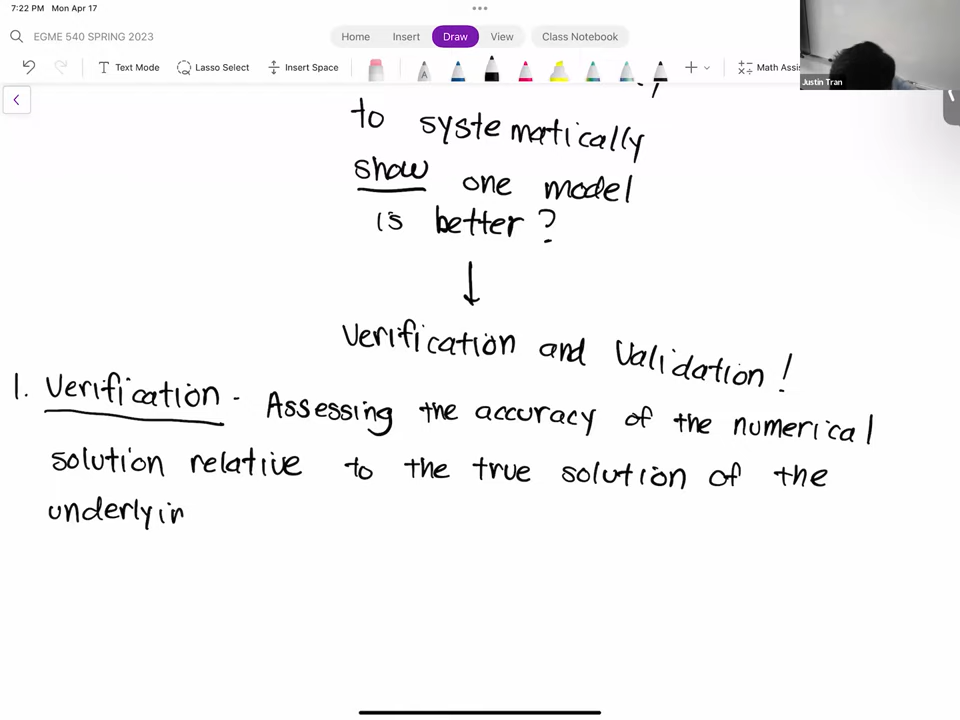 7:22 PM Mon Apr 17
EGME 540 SPRING 2023
Home Insert Draw View Class Notebook
Text Mode Lasso Select Insert Space Math
Justin Tran
to systematically
show one model
is better?
Verification and Validation!
1. Verification - Assessing the accuracy of the numerical
solution relative to the true solution of the
underlyin